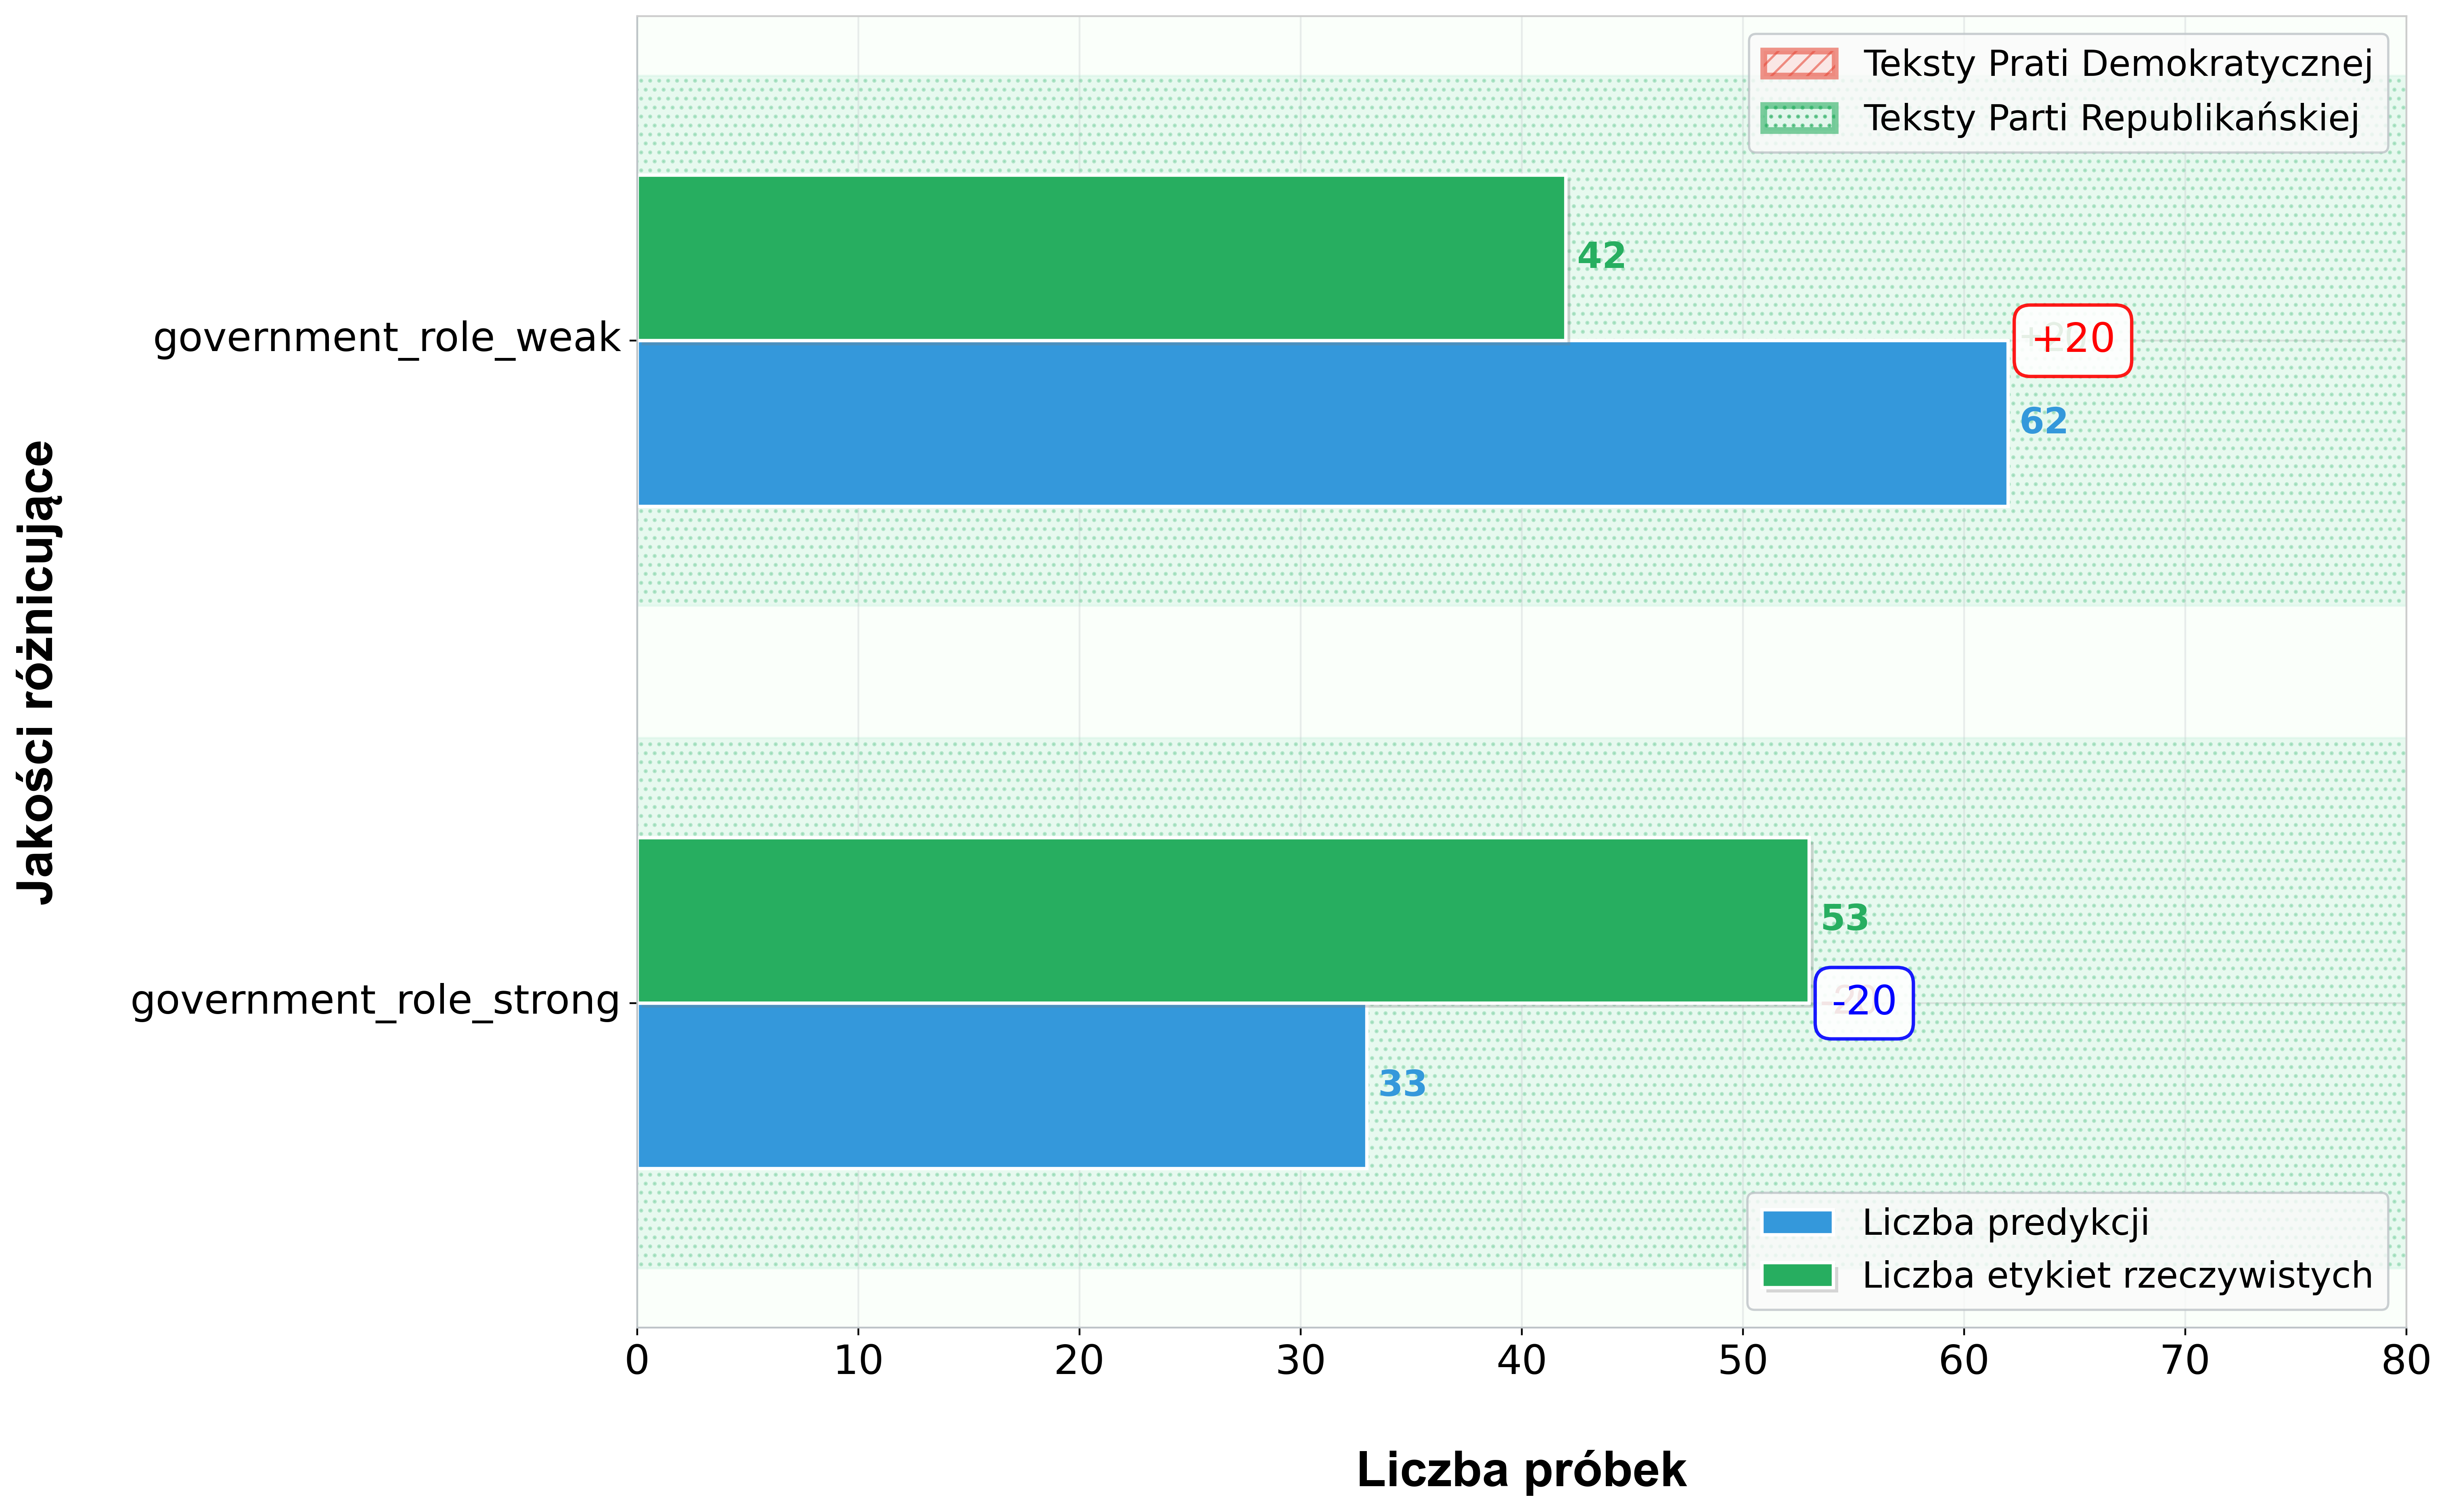 Teksty Prati Demokratycznej
Teksty Parti Republikańskiej
42
government_role_weak
+20
62
Jakości różnicujące
53
government_role_strong
-20
33
Liczba predykcji
Liczba etykiet rzeczywistych
0 10 20 30 40 50 60 70 80
Liczba próbek